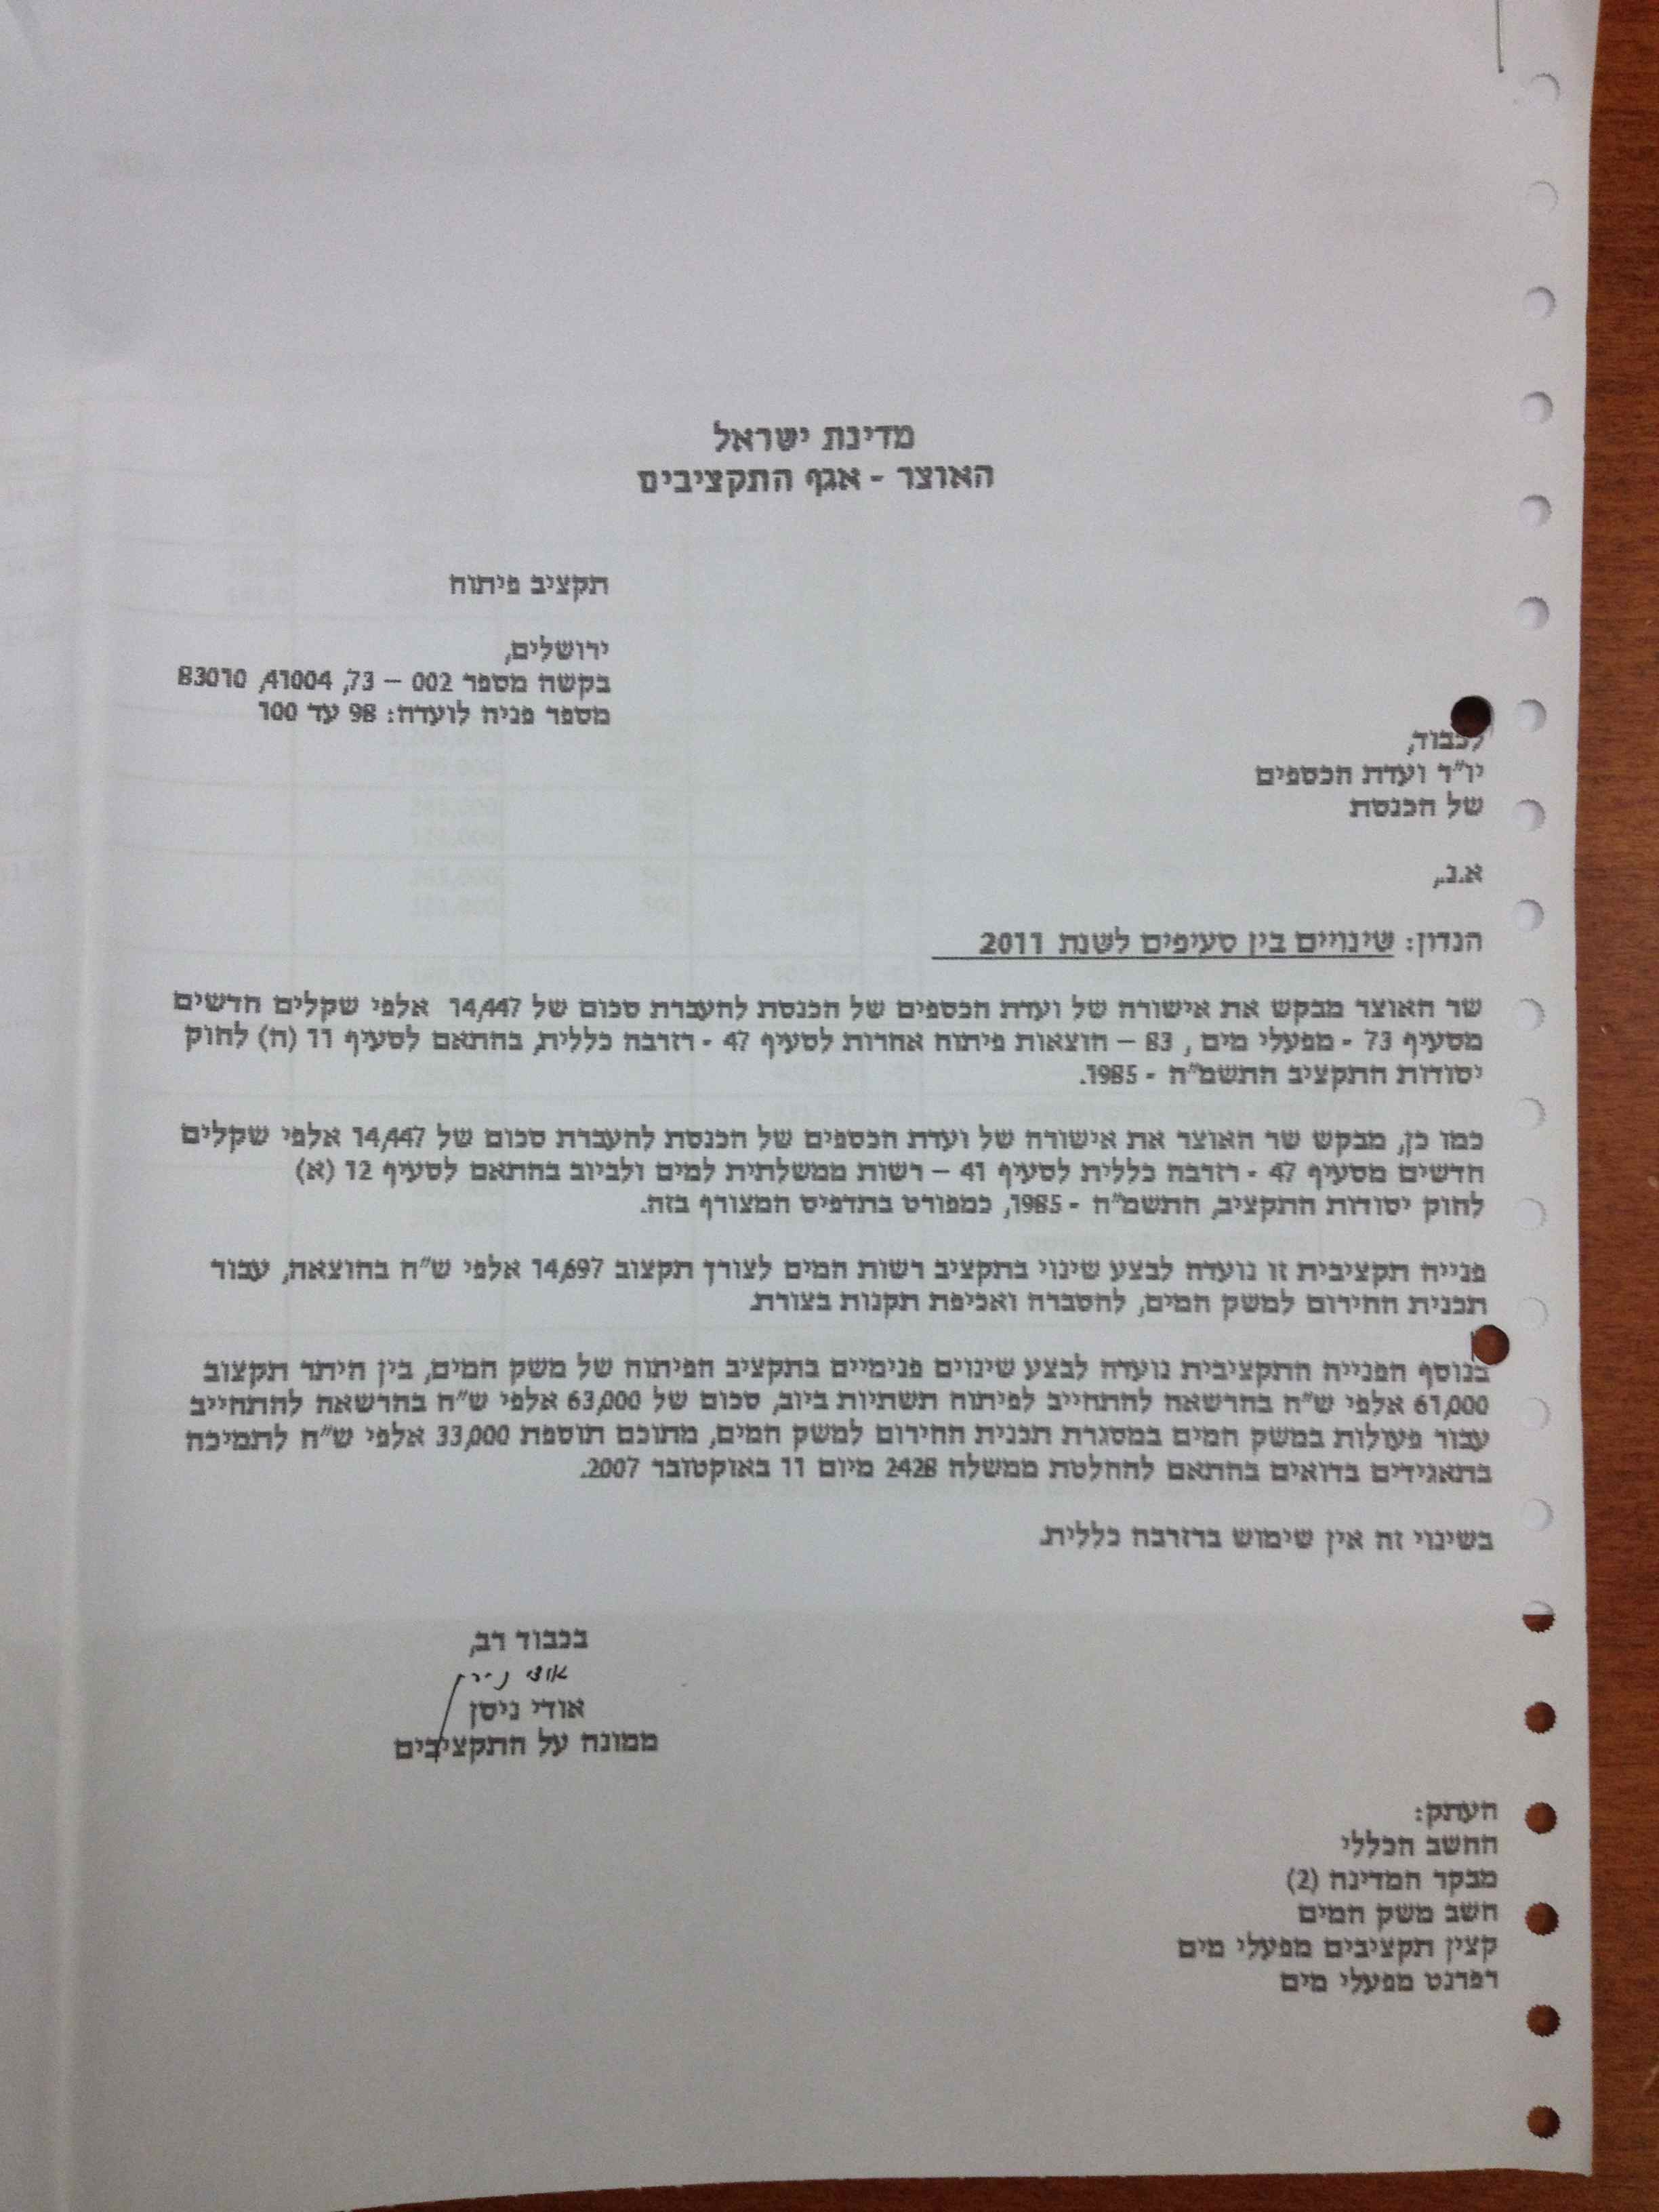 מדינת ישראל
האוצר - אגף התקציבים
תקציב פיתוח
ירושלים,
בקשה מספר 002 – 73, 41004, 83010
מספר פניה לועדה: 98 עד 100
לכבוד,
יו"ר ועדת הכספים
של הכנסת
א.נ.,
הנדון: שינויים בין סעיפים לשנת 2011
שר האוצר מבקש את אישורה של ועדת הכספים של הכנסת להעברת סכום של 14,447 אלפי שקלים חדשים
מסעיף 73 - מפעלי מים , 83 – הוצאות פיתוח אחרות לסעיף 47 - רזרבה כללית, בהתאם לסעיף 11 (ה) לחוק
יסודות התקציב התשמ"ה - 1985.
כמו כן, מבקש שר האוצר את אישורה של ועדת הכספים של הכנסת להעברת סכום של 14,447 אלפי שקלים
חדשים מסעיף 47 - רזרבה כללית לסעיף 41 – רשות ממשלתית למים ולביוב בהתאם לסעיף 12 (א)
לחוק יסודות התקציב, התשמ"ה - 1985, כמפורט בתדפיס המצורף בזה.
פנייה תקציבית זו נועדה לבצע שינוי בתקציב רשות המים לצורך תקצוב 14,697 אלפי ש"ח בהוצאה, עבור
תכנית החירום למשק המים, להסברה ואכיפת תקנות בצורת.
בנוסף הפנייה התקציבית נועדה לבצע שינוים פנימיים בתקציב הפיתוח של משק המים, בין היתר תקצוב
61,000 אלפי ש"ח בהרשאה להתחייב לפיתוח תשתיות ביוב, סכום של 63,000 אלפי ש"ח בהרשאה להתחייב
עבור פעולות במשק המים במסגרת תכנית החירום למשק המים, מתוכם תוספת 33,000 אלפי ש"ח לתמיכה
בתאגידים בדואים בהתאם להחלטת ממשלה 2428 מיום 11 באוקטובר 2007.
בשינוי זה אין שימוש ברזרבה כללית.
בכבוד רב,
אודי ניסן
אודי ניסן
ממונה על התקציבים
העתק:
החשב הכללי
מבקר המדינה (2)
חשב משק המים
קצין תקציבים מפעלי מים
רפרנט מפעלי מים